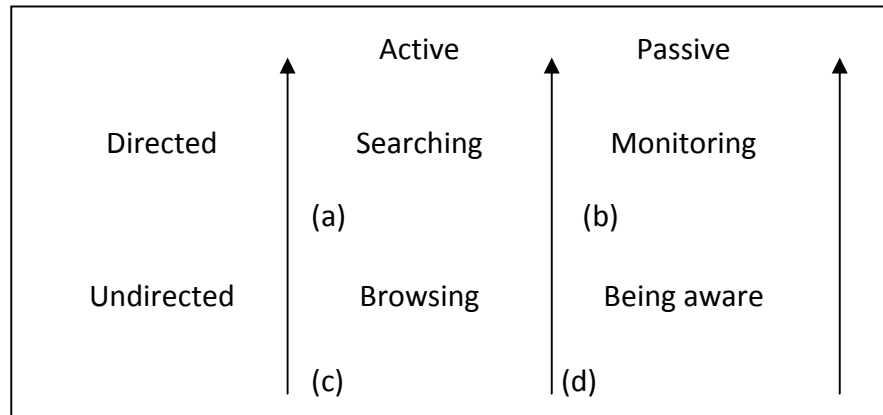 Active Passive
Directed Searching Monitoring
(a) (b)
Undirected Browsing Being aware
(c) (d)